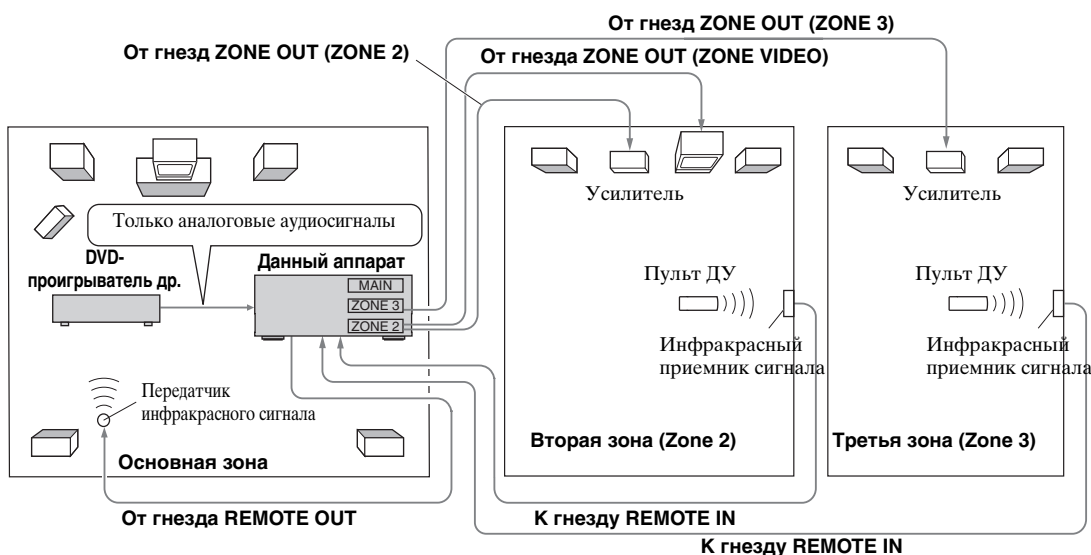 От гнезд ZONE OUT (ZONE 3)
От гнезд ZONE OUT (ZONE 2)
От гнезда ZONE OUT (ZONE VIDEO)
Усилитель
Усилитель
Только аналоговые аудиосигналы
DVD-
проигрыватель др.
Данный аппарат
MAIN
ZONE 3
ZONE 2
Пульт ДУ
Пульт ДУ
Инфракрасный
приемник сигнала
Инфракрасный
приемник сигнала
Передатчик
инфракрасного сигнала
Основная зона
Вторая зона (Zone 2)
Третья зона (Zone 3)
От гнезда REMOTE OUT
К гнезду REMOTE IN
К гнезду REMOTE IN